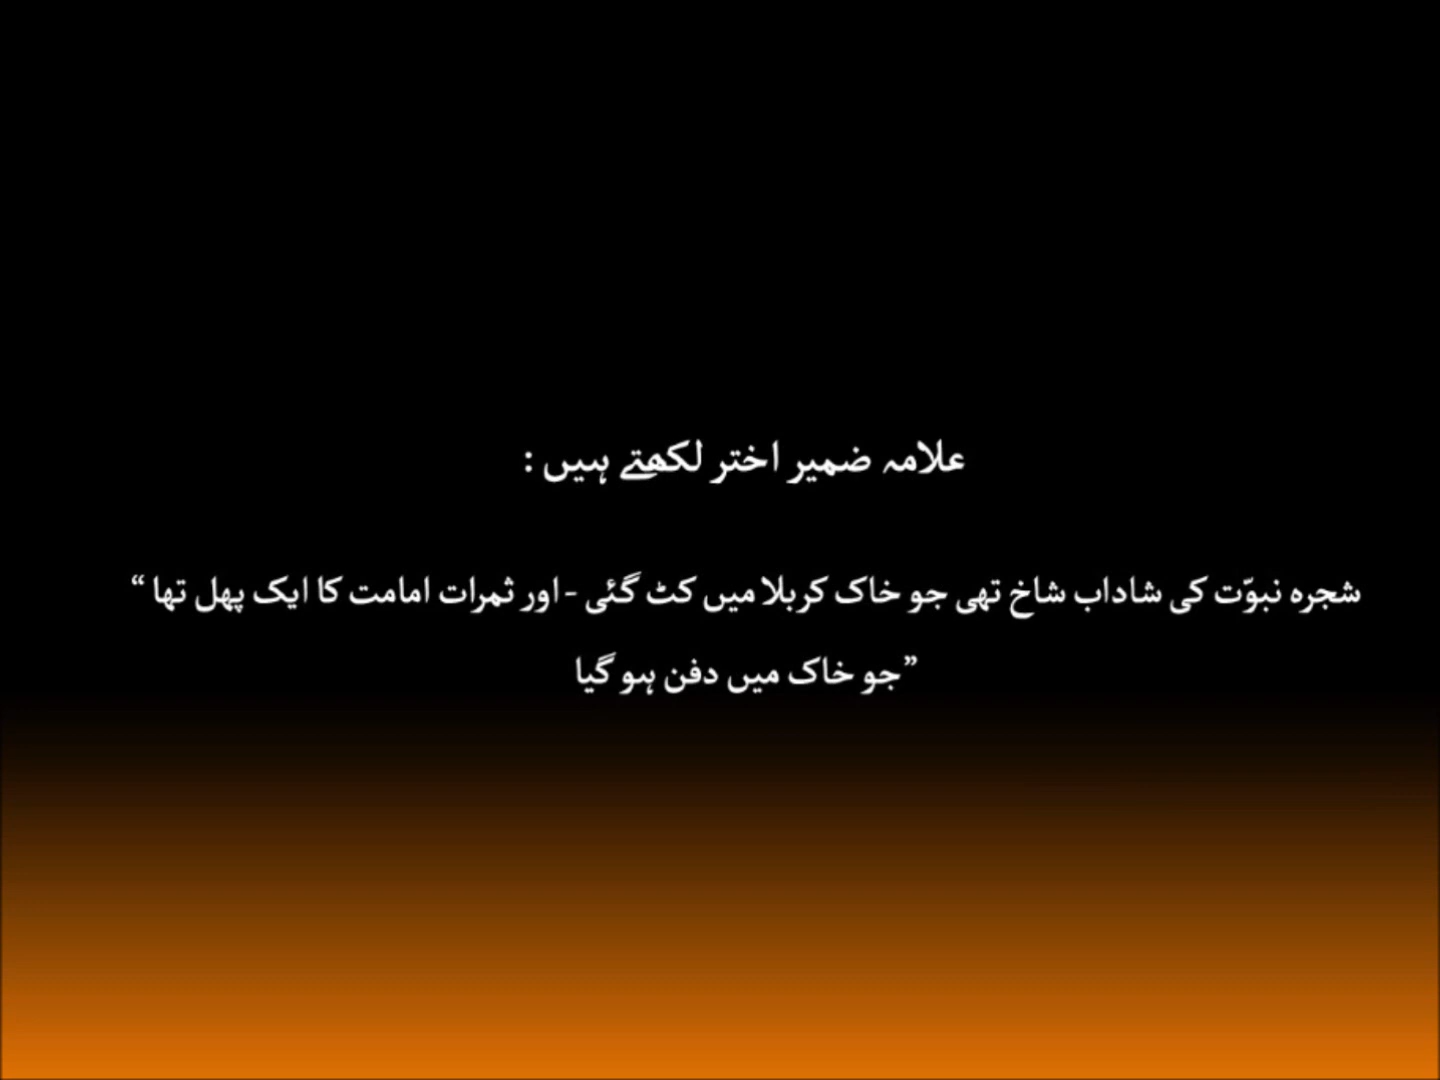 علامہ ضمیر اختر لکھتے ہیں :
شجرہ نبوّت کی شاداب شاخ تھی جو خاک کربلا میں کٹ گئی - اور ثمرات امامت کا ایک پھل تھا “
”جو خاک میں دفن ہو گیا